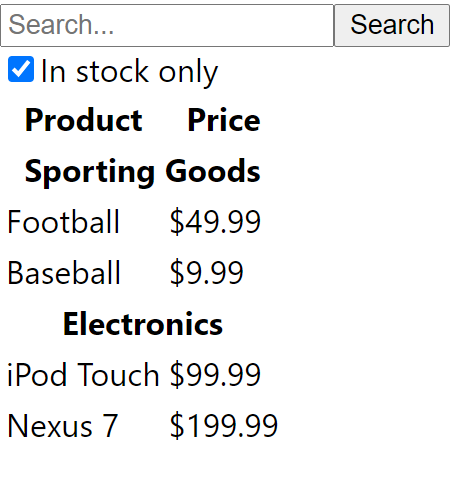 Search... Search
In stock only
Product Price
Sporting Goods
Football $49.99
Baseball $9.99
Electronics
iPod Touch $99.99
Nexus 7 $199.99